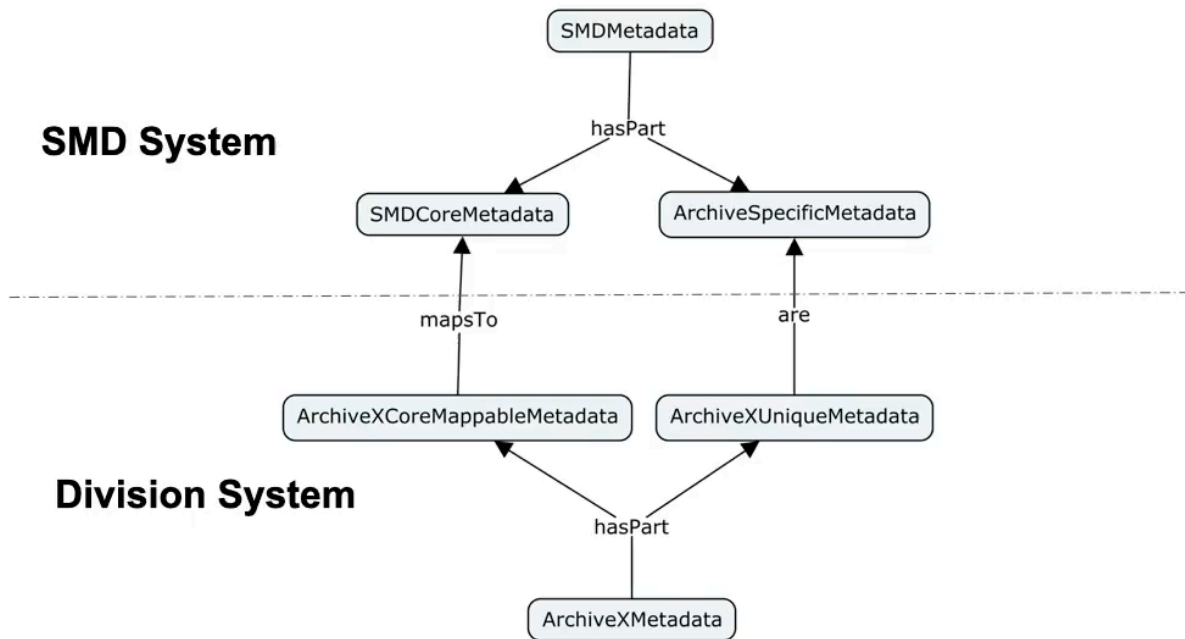 SMDMetadata
hasPart
SMD System
SMDCoreMetadata
ArchiveSpecificMetadata
mapsTo
are
ArchiveXCoreMappableMetadata
ArchiveXUniqueMetadata
Division System
hasPart
ArchiveXMetadata